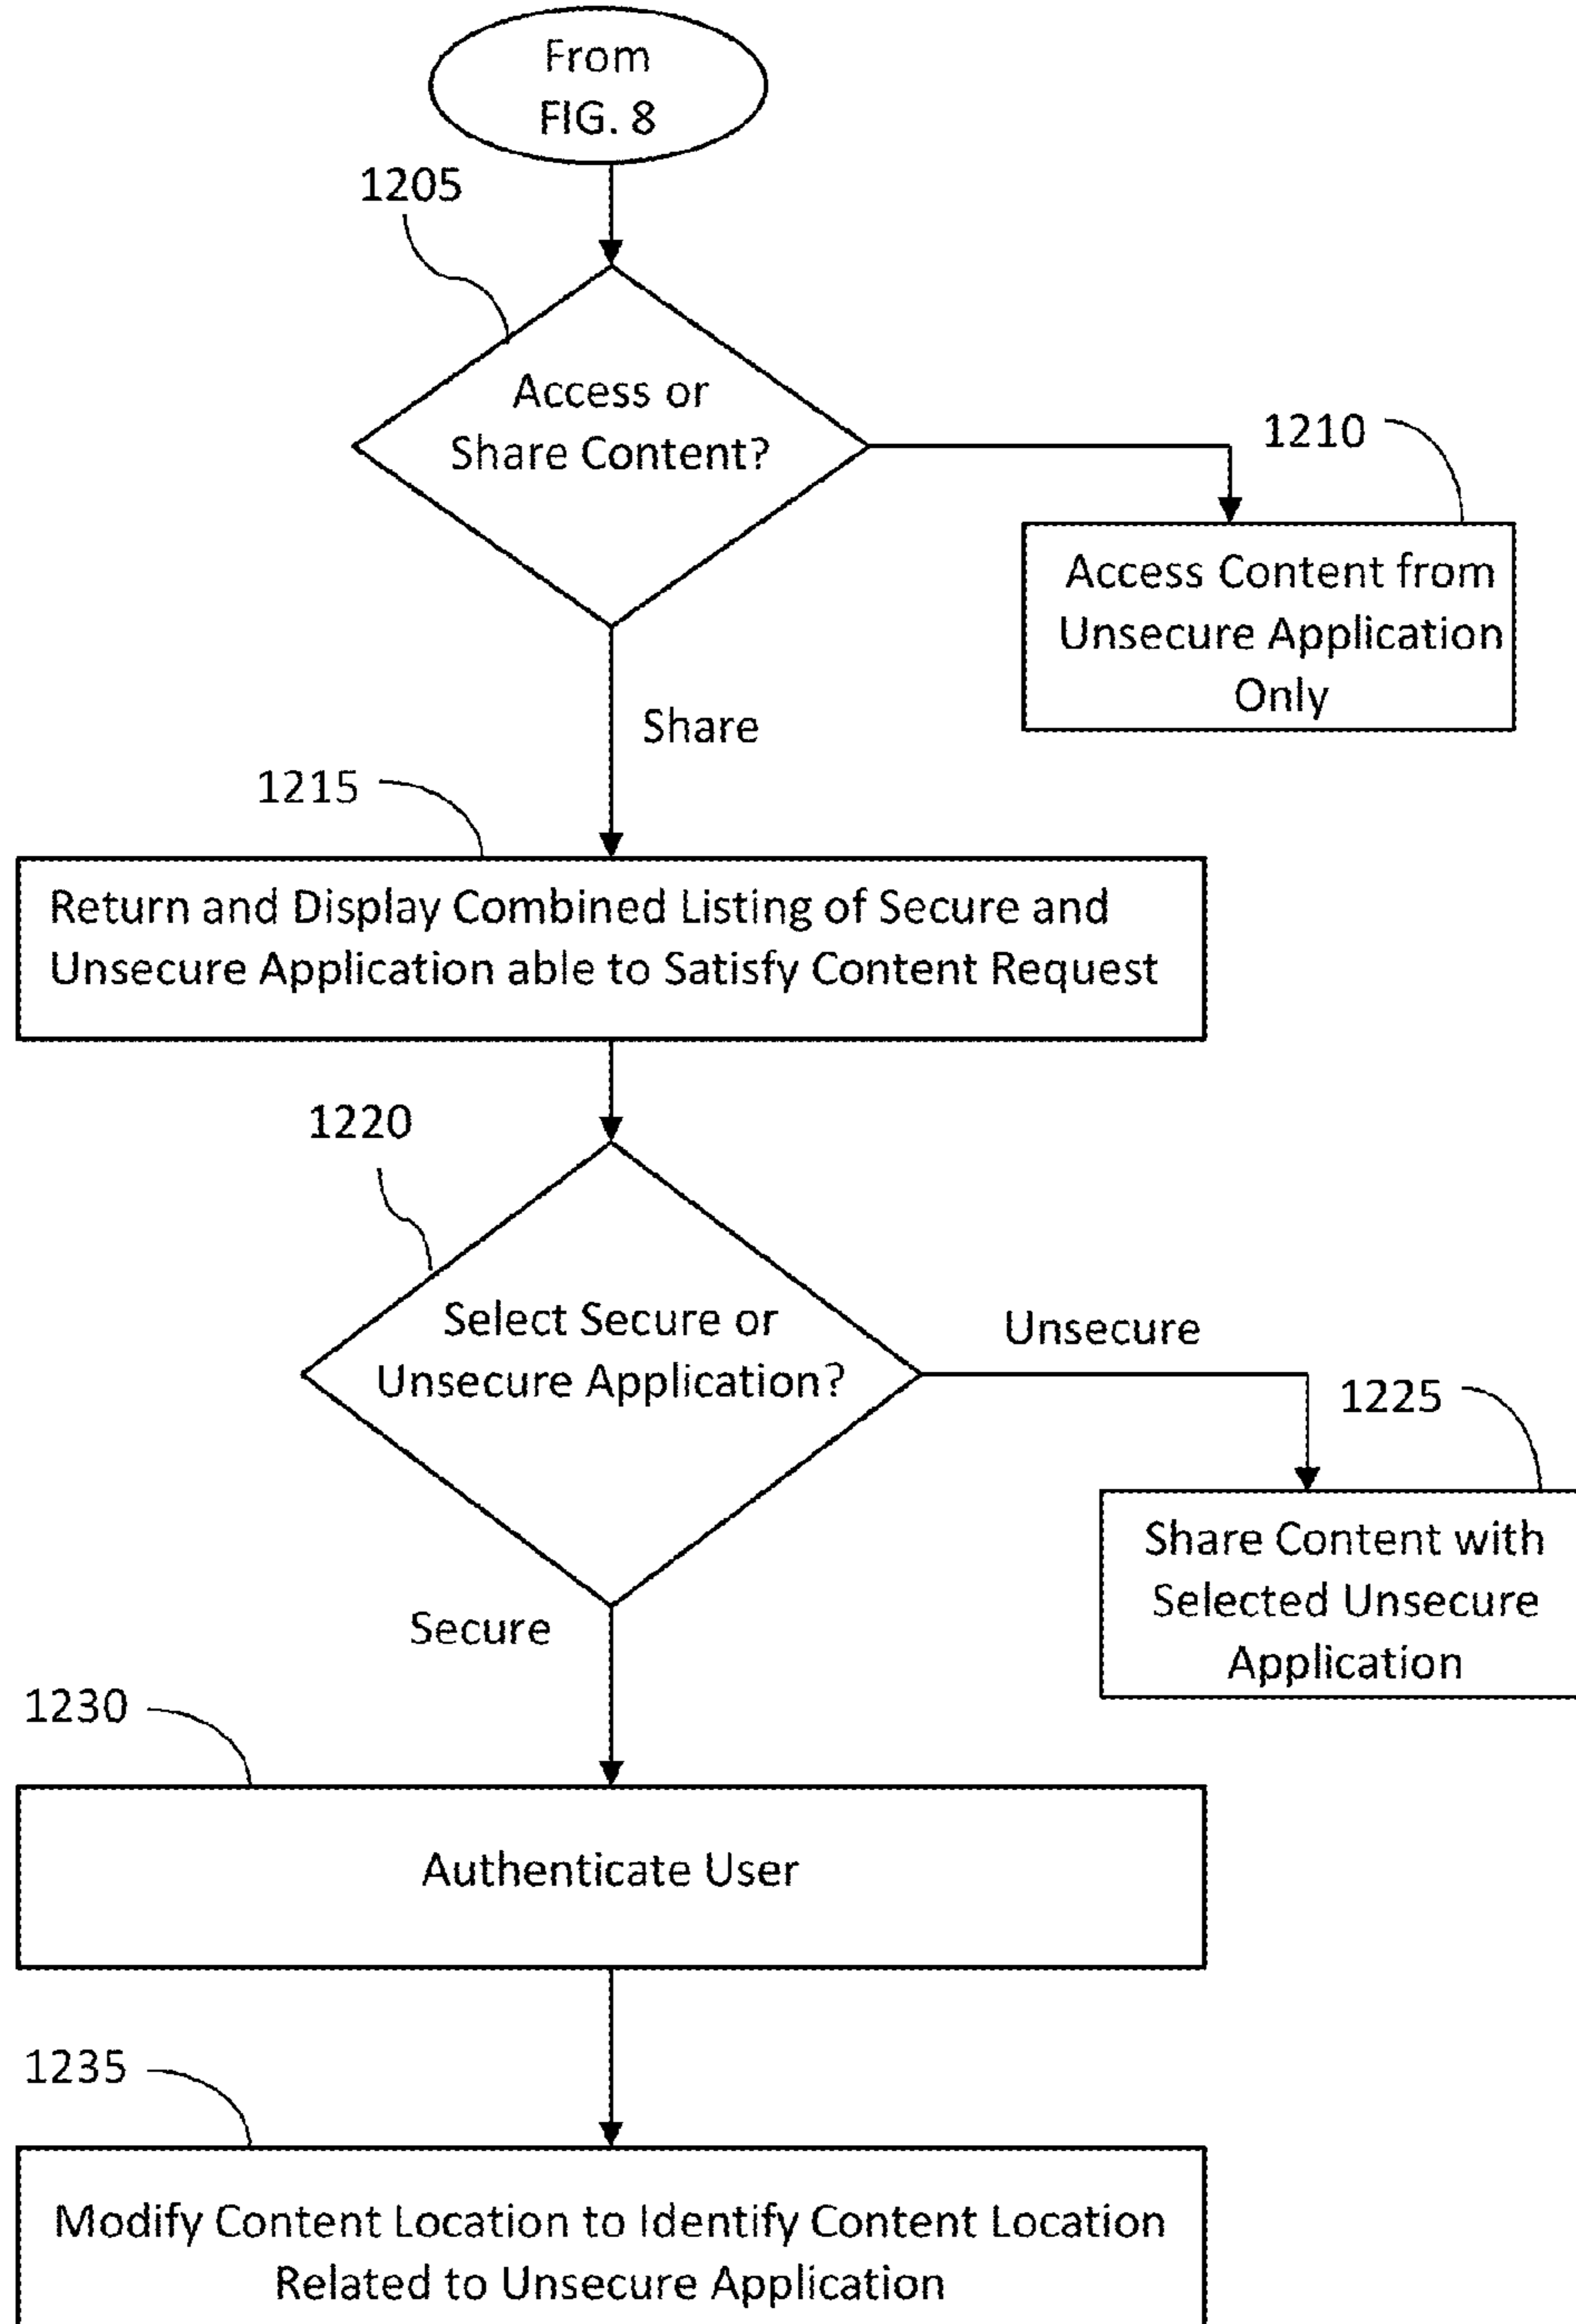 From
FIG. 8
1205
Access or
Share Content?
1210
Access Content from
Unsecure Application
Only
Share
1215
Return and Display Combined Listing of Secure and
Unsecure Application able to Satisfy Content Request
1220
Select Secure or
Unsecure Application?
Unsecure
1225
Share Content with
Selected Unsecure
Application
Secure
1230
Authenticate User
1235
Modify Content Location to Identify Content Location
Related to Unsecure Application